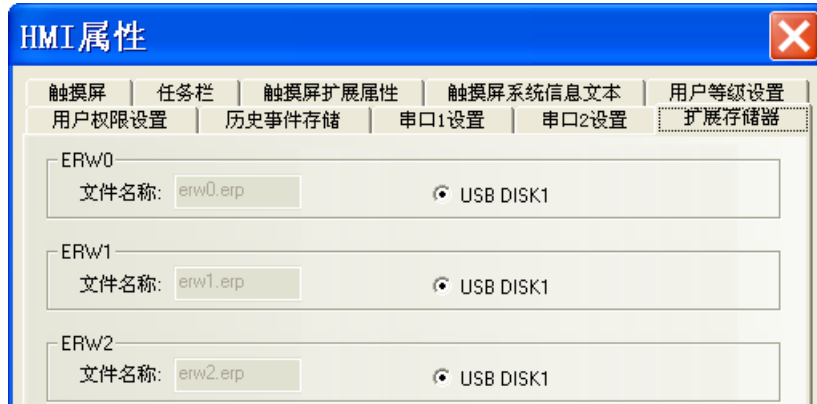 HMI属性
触摸屏 任务栏 触摸屏扩展属性 触摸屏系统信息文本 用户等级设置
用户权限设置 历史事件存储 串口1设置 串口2设置 扩展存储器
ERW0
文件名称: erw0.erp USB DISK1
ERW1
文件名称: erw1.erp USB DISK1
ERW2
文件名称: erw2.erp USB DISK1